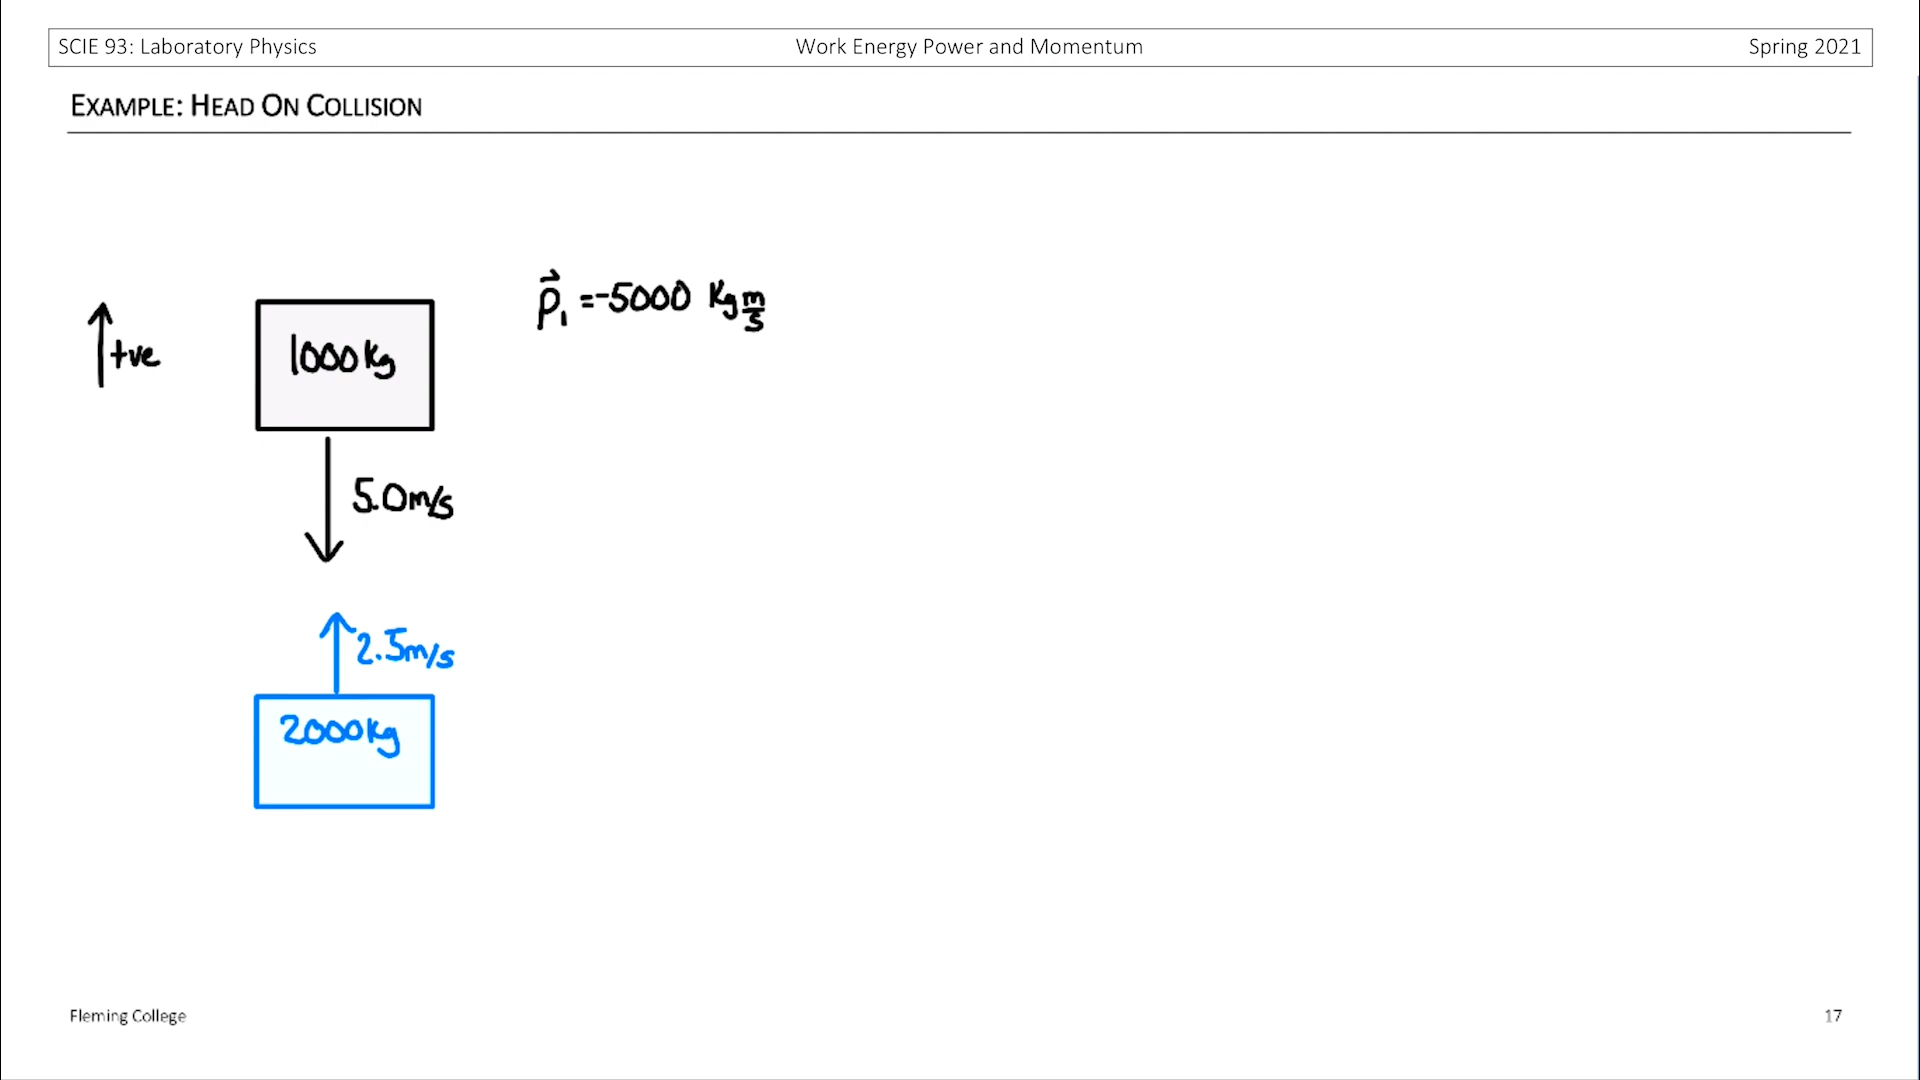 SCIE 93: Laboratory Physics Work Energy Power and Momentum Spring 2021
EXAMPLE: HEAD ON COLLISION
p⃗₁ = -5000 Kg m/s
+ve
1000 Kg
5.0 m/s
2.5 m/s
2000 Kg
Fleming College 17